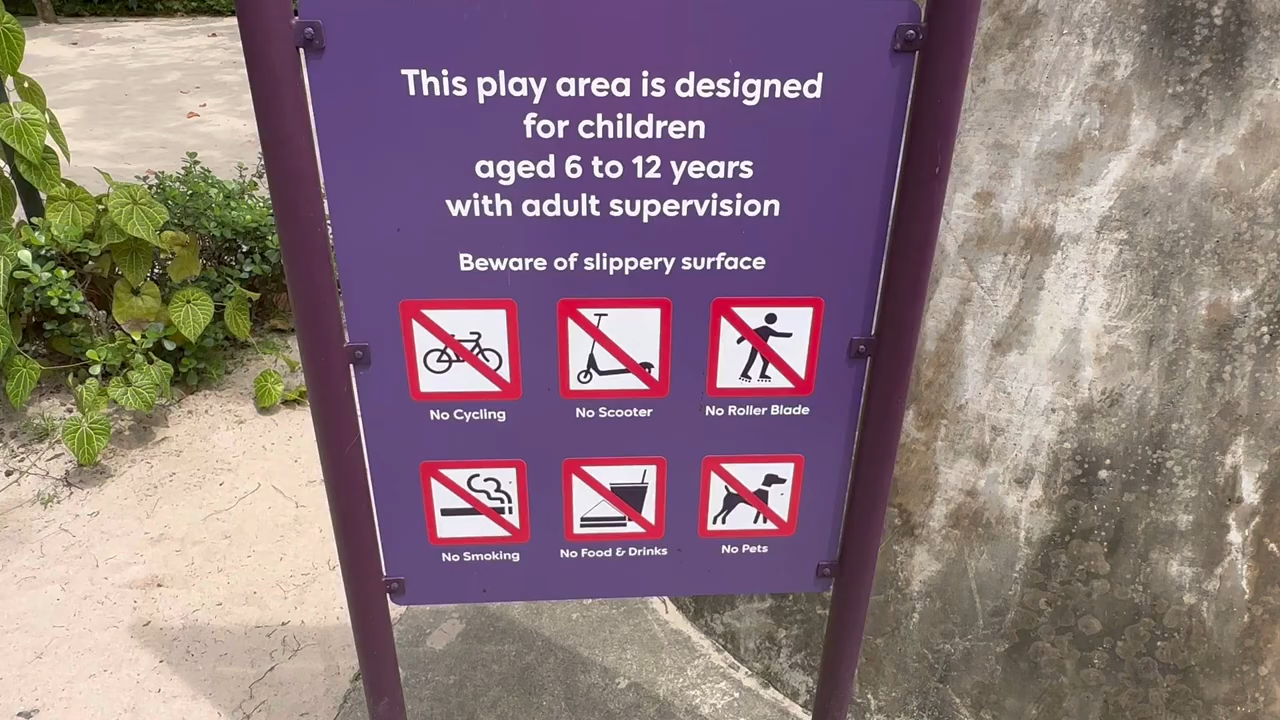 This play area is designed
for children
aged 6 to 12 years
with adult supervision
Beware of slippery surface
No Cycling
No Scooter
No Roller Blade
No Smoking
No Food & Drinks
No Pets